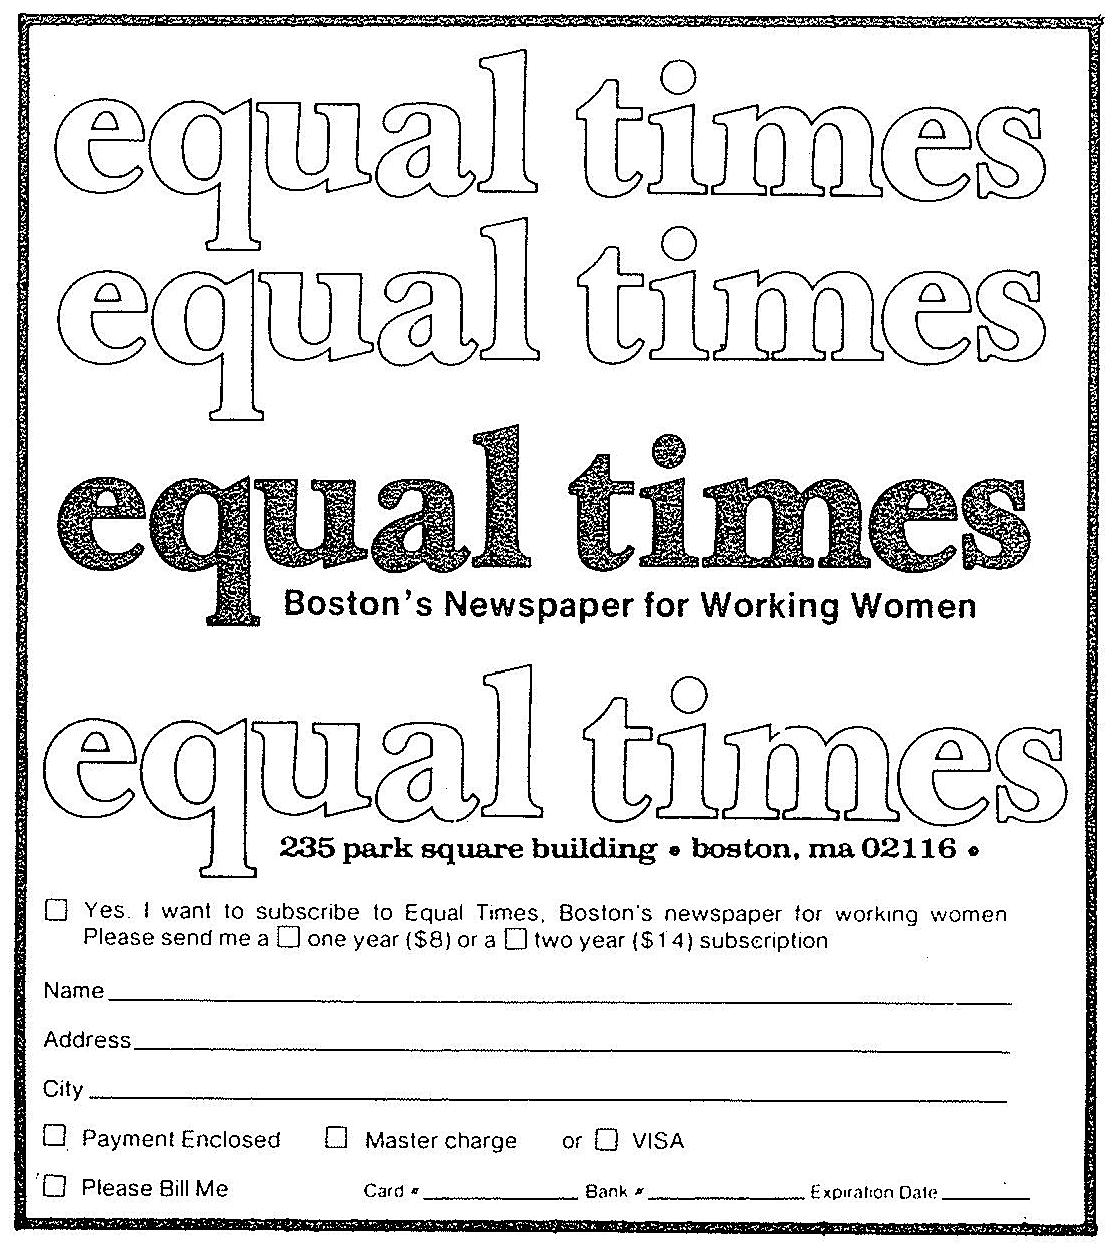 equal times
equal times
equal times
Boston's Newspaper for Working Women
equal times
235 park square building • boston, ma 02116 •
☐ Yes. I want to subscribe to Equal Times, Boston's newspaper for working women
Please send me a ☐ one year ($8) or a ☐ two year ($14) subscription
Name
Address
City
☐ Payment Enclosed ☐ Master charge or ☐ VISA
☐ Please Bill Me Card # Bank # Expiration Date